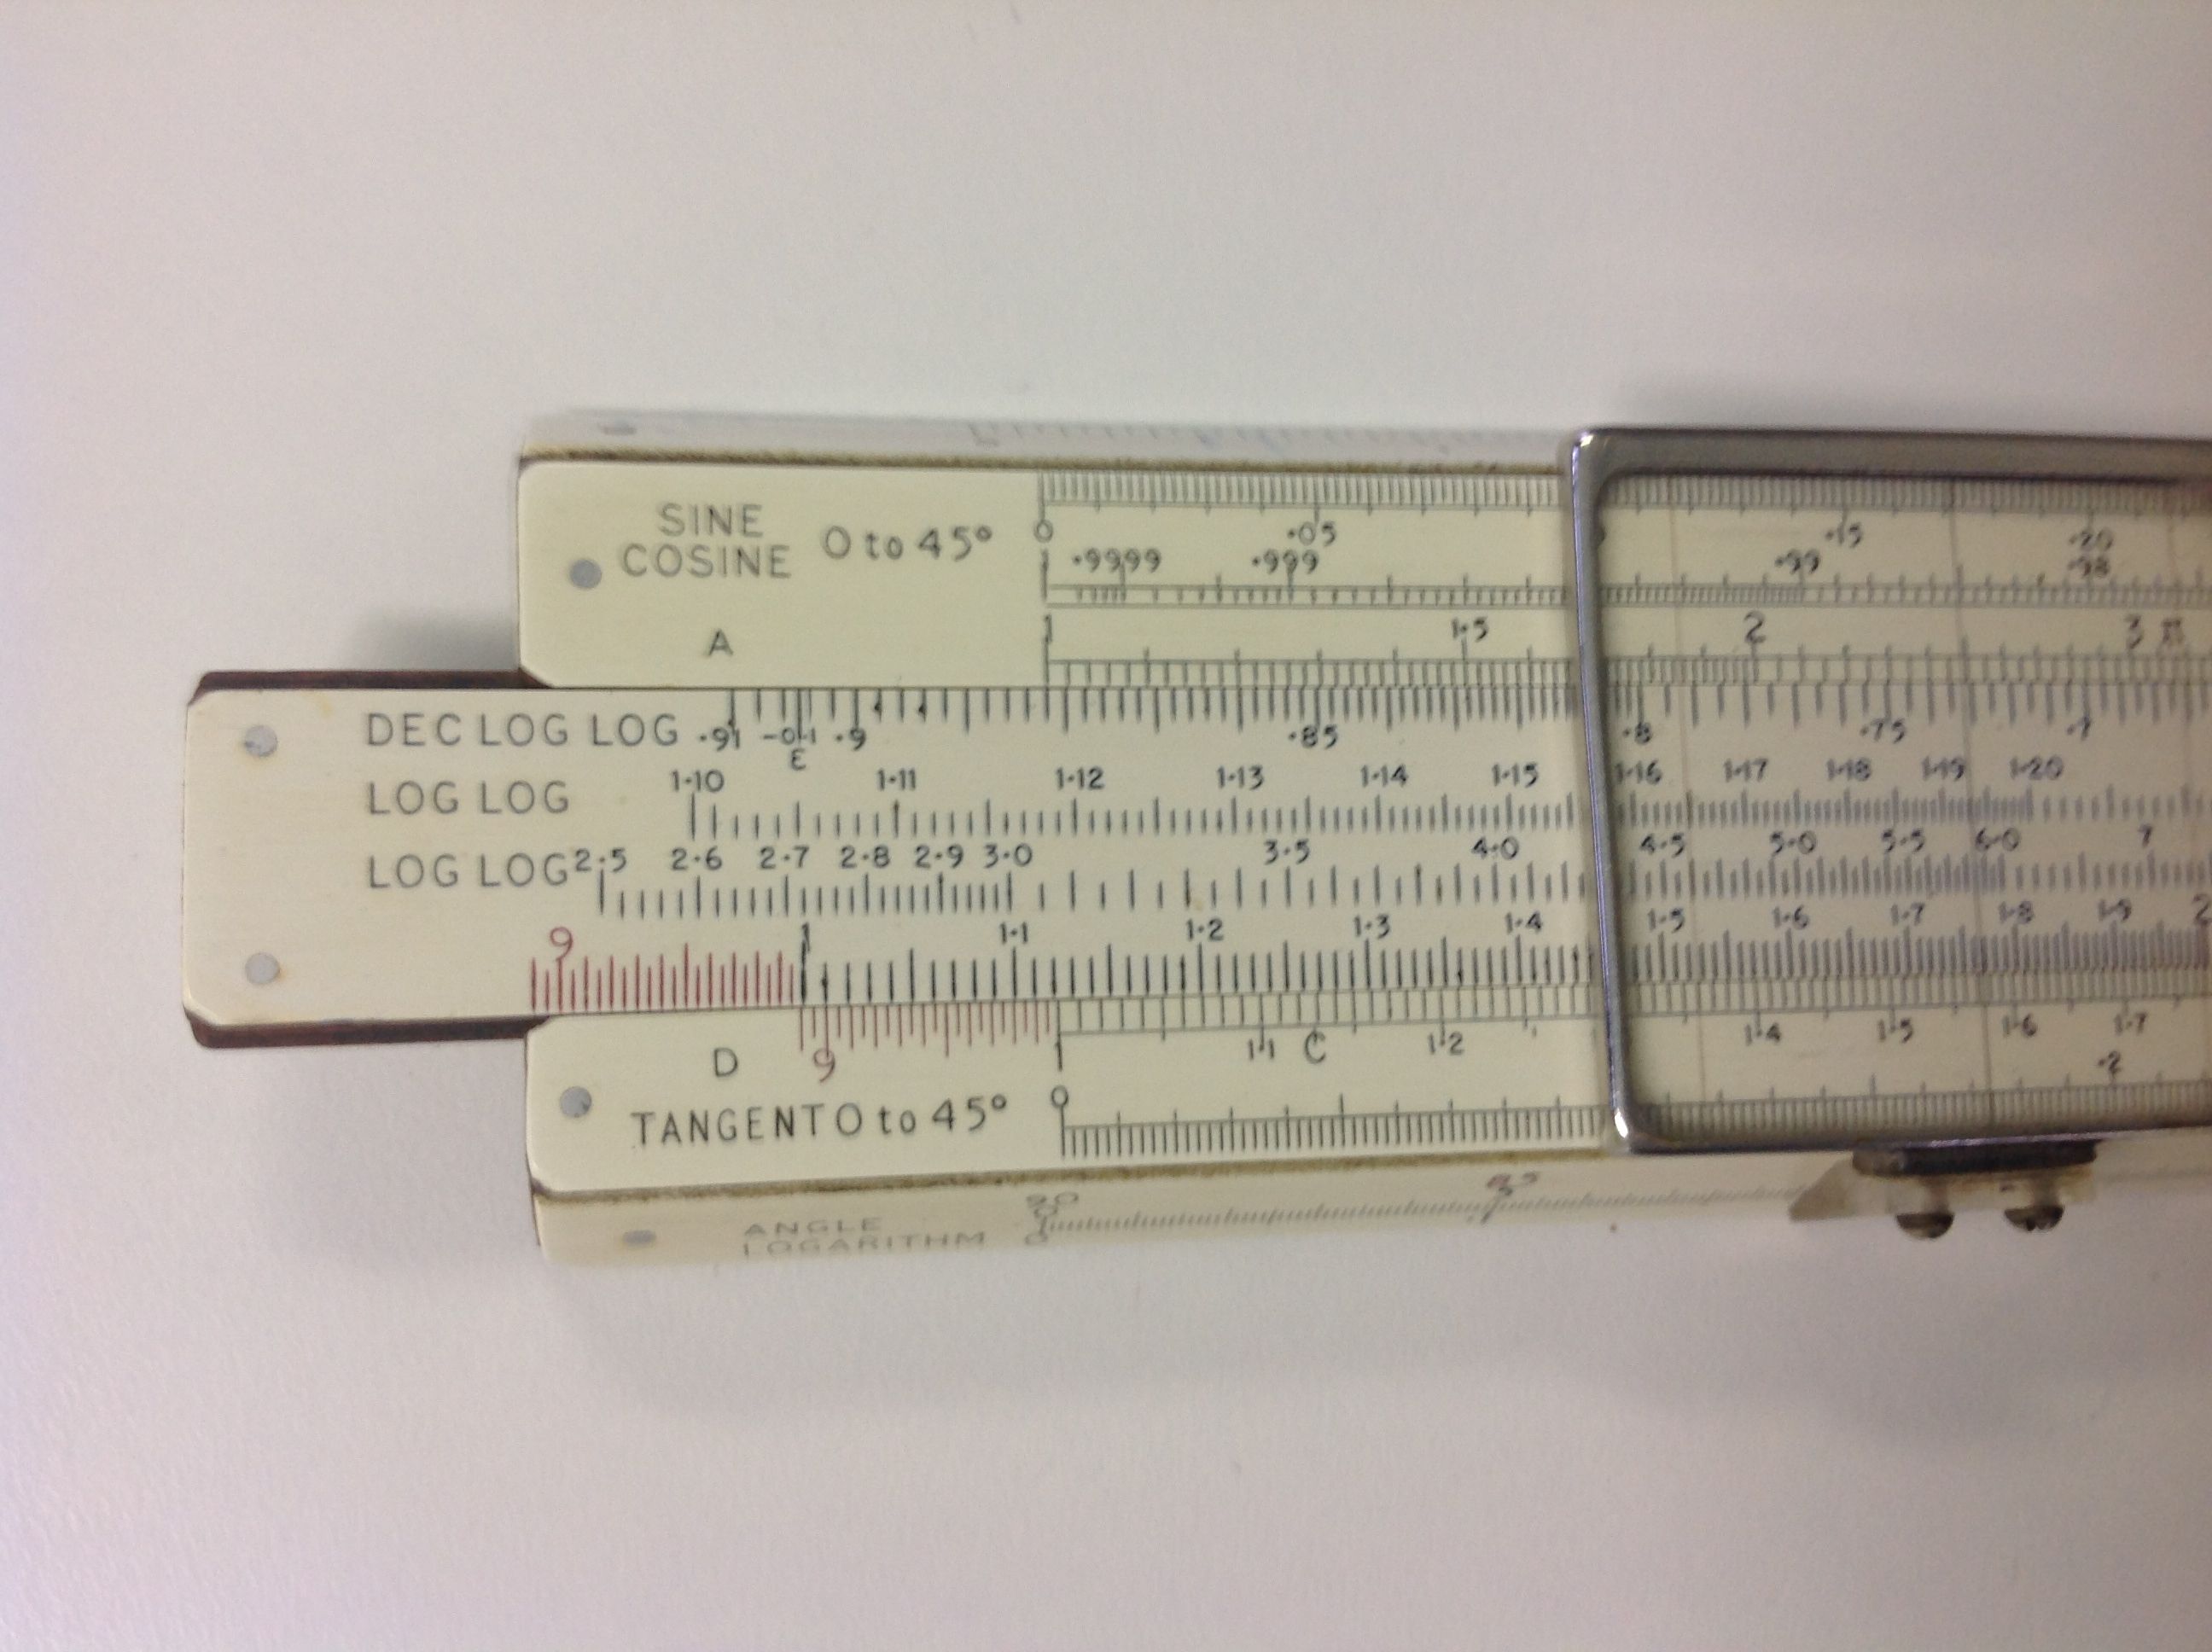 SINE
COSINE 0 to 45°
0 ·05 ·15 ·20
1 ·9999 ·999 ·99 ·98
A 1 1·5 2 3 π
DEC LOG LOG ·91 -0·1 ·9 ·85 ·8 ·75 ·7
ε
LOG LOG 1·10 1·11 1·12 1·13 1·14 1·15 1·16 1·17 1·18 1·19 1·20
LOG LOG 2·5 2·6 2·7 2·8 2·9 3·0 3·5 4·0 4·5 5·0 5·5 6·0 7
9 1 1·1 1·2 1·3 1·4 1·5 1·6 1·7 1·8 1·9 2
D 9 1 1·1 C 1·2 1·4 1·5 1·6 1·7
TANGENT 0 to 45° 0 ·2
ANGLE 90
LOGARITHM 0